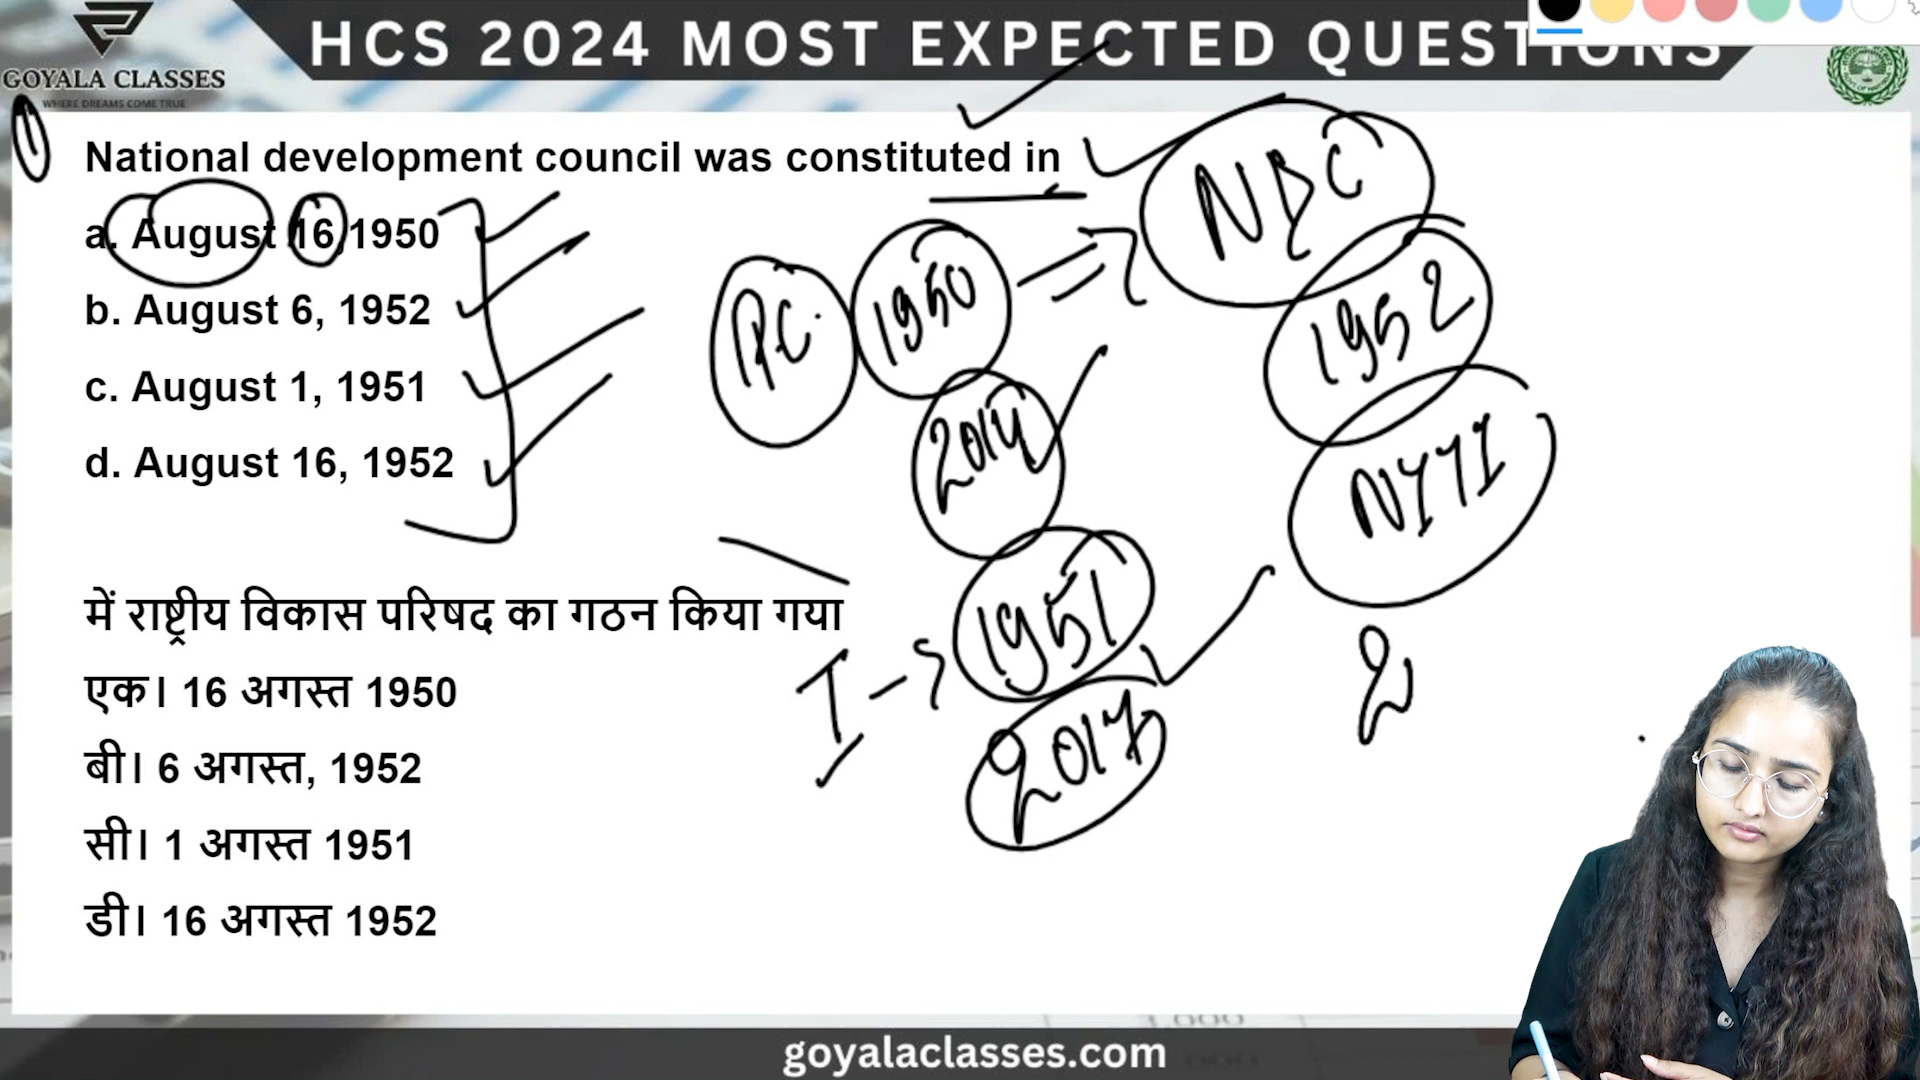 HCS 2024 MOST EXPECTED QUESTIONS
GOYALA CLASSES
WHERE DREAMS COME TRUE
1
National development council was constituted in
a. August 16,1950
b. August 6, 1952
c. August 1, 1951
d. August 16, 1952
NDC
P.C. 1950
1952
2014
NITI
में राष्ट्रीय विकास परिषद का गठन किया गया
I → 1951
2017
2
एक। 16 अगस्त 1950
बी। 6 अगस्त, 1952
सी। 1 अगस्त 1951
डी। 16 अगस्त 1952
goyalaclasses.com